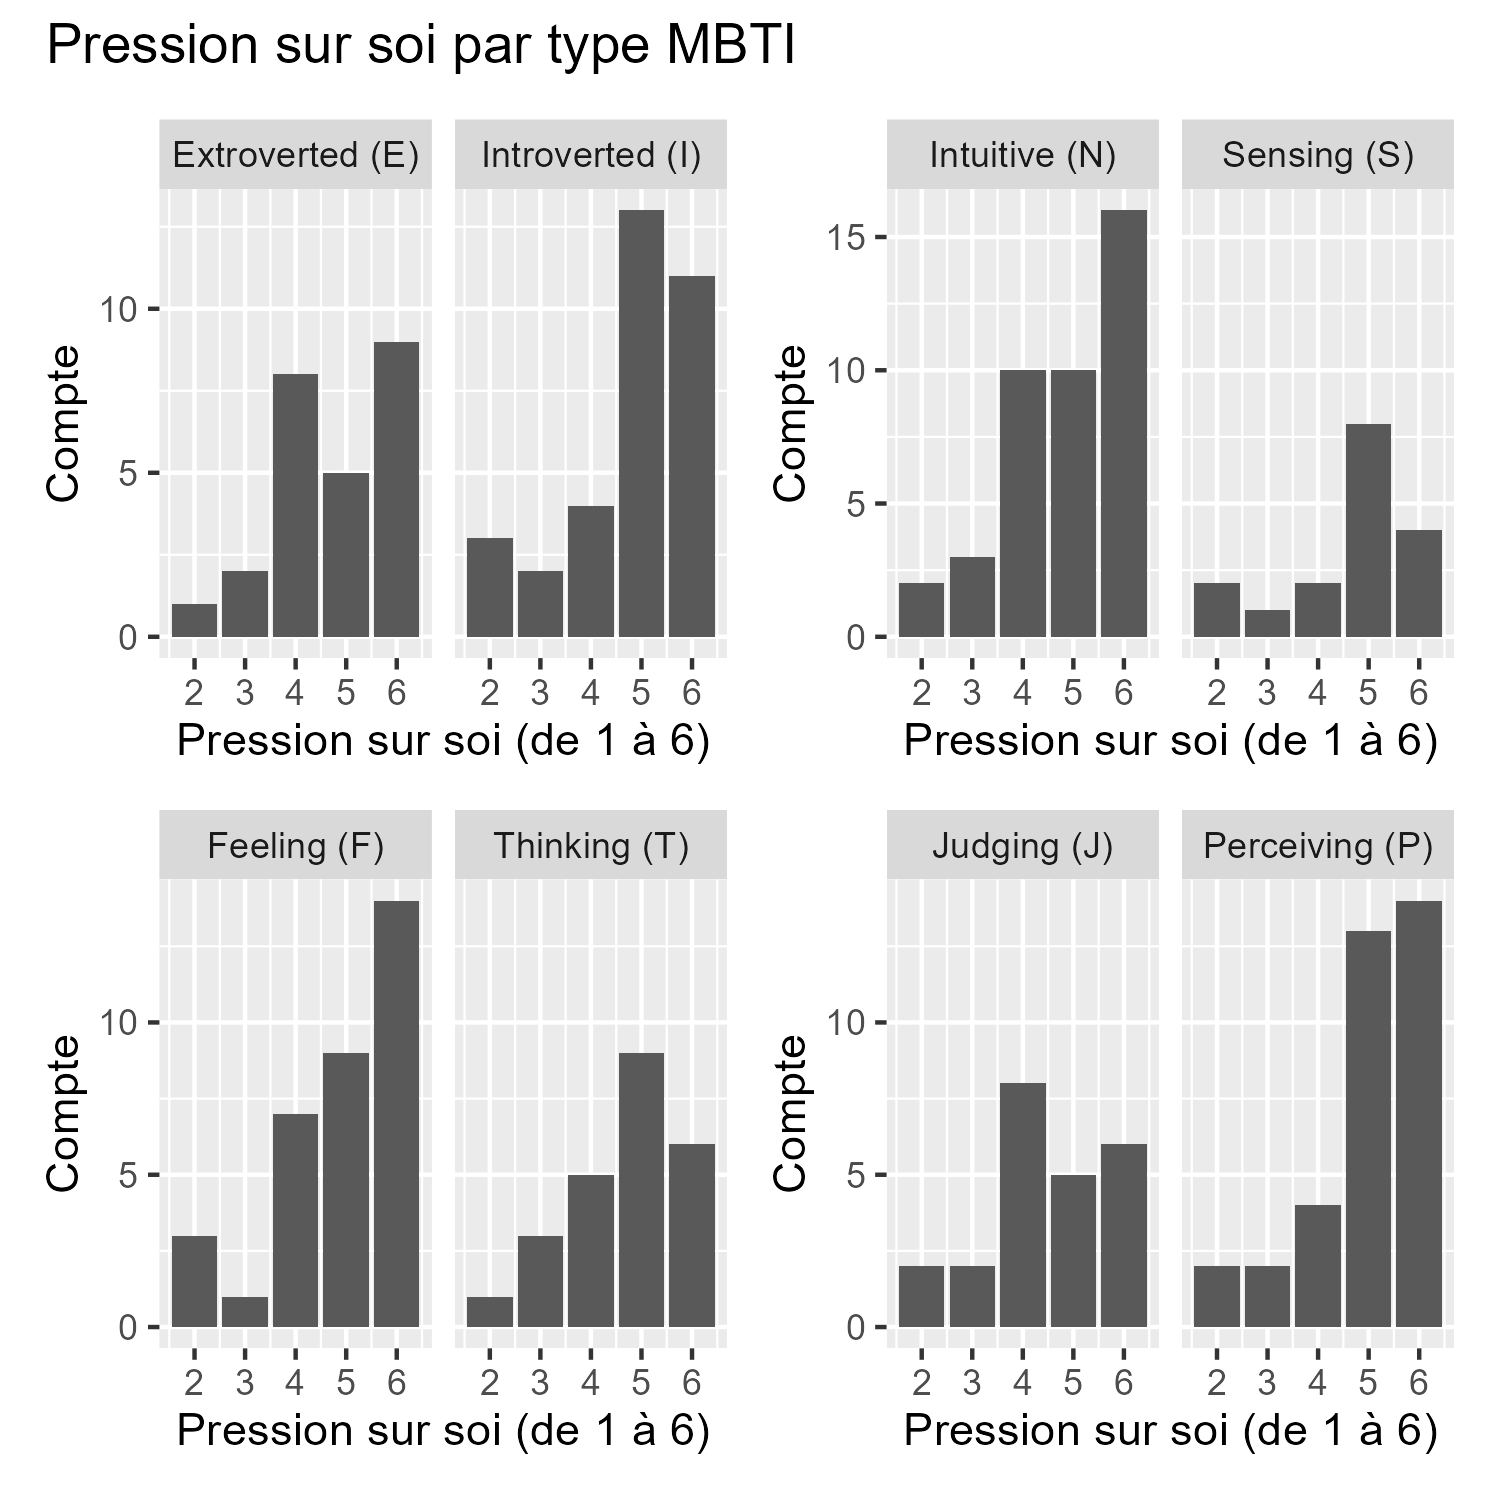 Pression sur soi par type MBTI
Extroverted (E) Introverted (I)
Compte
10
5
0
2 3 4 5 6 2 3 4 5 6
Pression sur soi (de 1 à 6)
Intuitive (N) Sensing (S)
Compte
15
10
5
0
2 3 4 5 6 2 3 4 5 6
Pression sur soi (de 1 à 6)
Feeling (F) Thinking (T)
Compte
10
5
0
2 3 4 5 6 2 3 4 5 6
Pression sur soi (de 1 à 6)
Judging (J) Perceiving (P)
Compte
10
5
0
2 3 4 5 6 2 3 4 5 6
Pression sur soi (de 1 à 6)